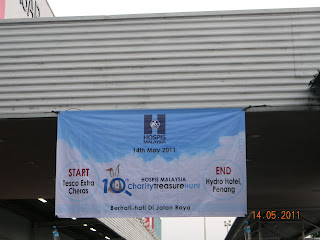 HOSPIS
MALAYSIA
14th May 2011
START
Tesco Extra
Cheras
10th
HOSPIS MALAYSIA
Charity treasure hunt
END
Hydro Hotel,
Penang
Berhati-hati Di Jalan Raya
14.05.2011